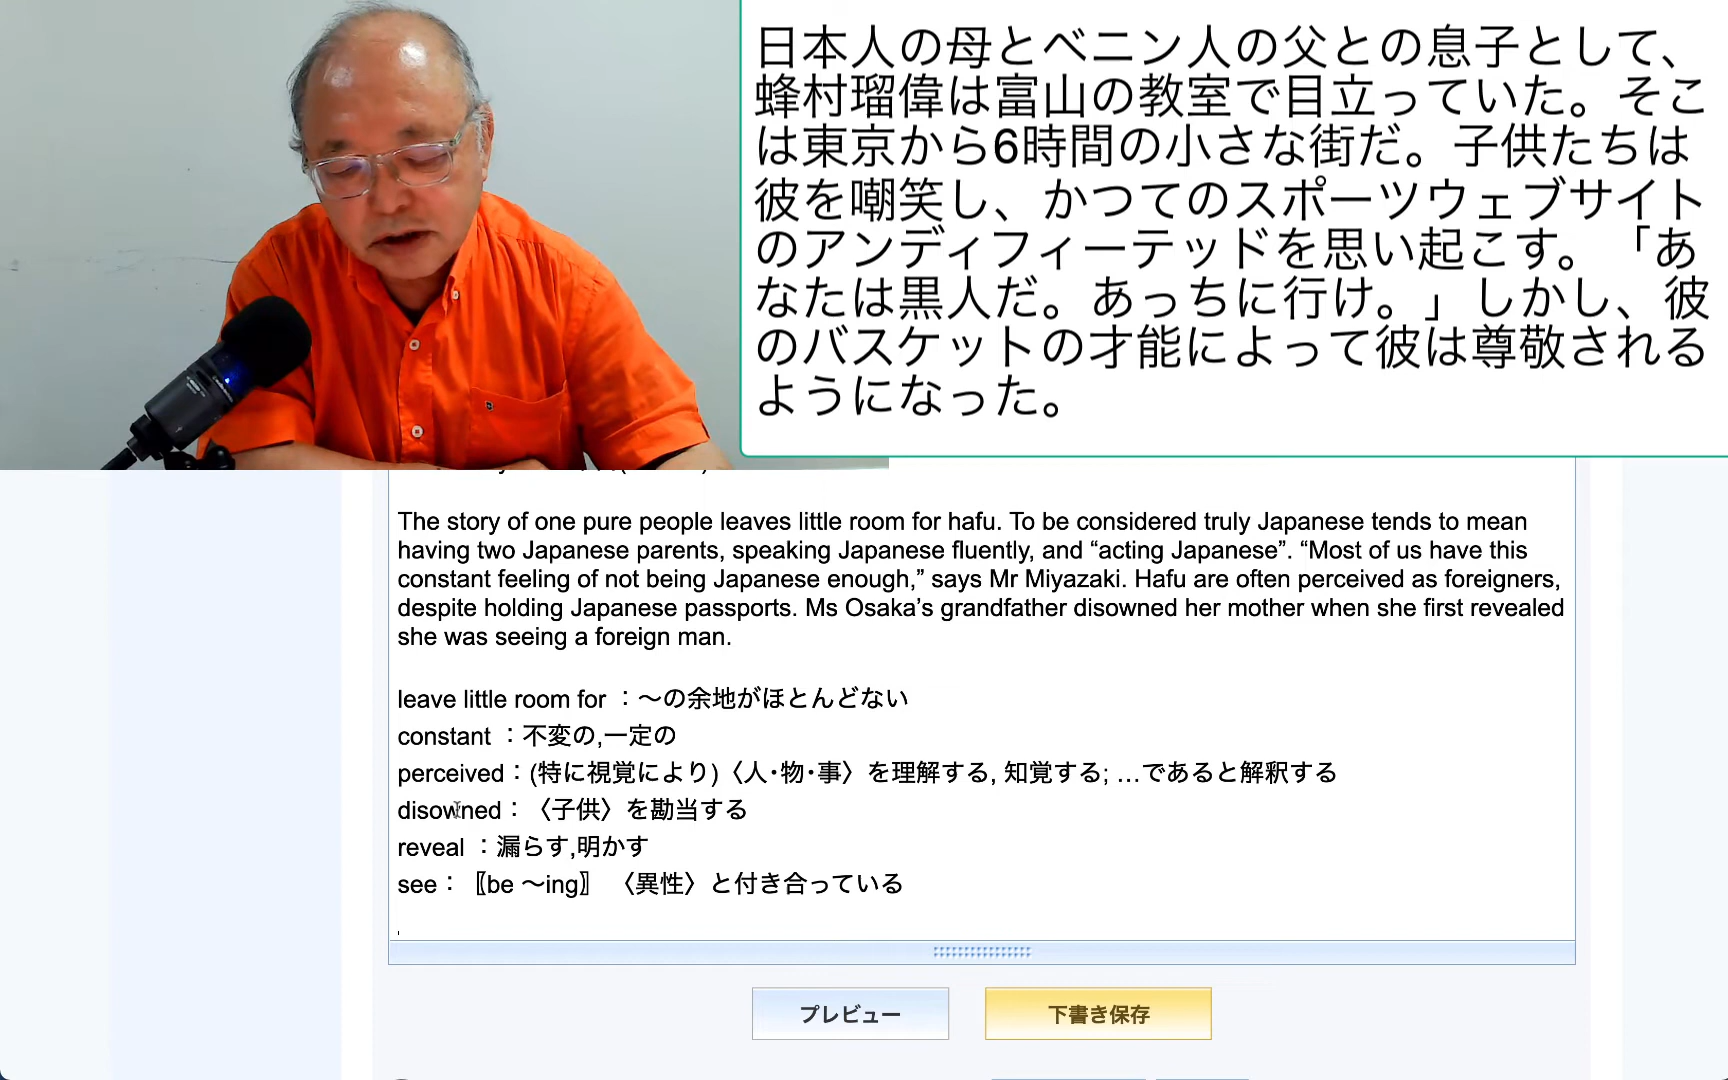 日本人の母とベニン人の父との息子として、
蜂村瑠偉は富山の教室で目立っていた。そこ
は東京から6時間の小さな街だ。子供たちは
彼を嘲笑し、かつてのスポーツウェブサイト
のアンディフィーテッドを思い起こす。「あ
なたは黒人だ。あっちに行け。」しかし、彼
のバスケットの才能によって彼は尊敬される
ようになった。
The story of one pure people leaves little room for hafu. To be considered truly Japanese tends to mean
having two Japanese parents, speaking Japanese fluently, and “acting Japanese”. “Most of us have this
constant feeling of not being Japanese enough,” says Mr Miyazaki. Hafu are often perceived as foreigners,
despite holding Japanese passports. Ms Osaka’s grandfather disowned her mother when she first revealed
she was seeing a foreign man.
leave little room for ：〜の余地がほとんどない
constant ：不変の,一定の
perceived：(特に視覚により)〈人･物･事〉を理解する, 知覚する; …であると解釈する
disowned：〈子供〉を勘当する
reveal ：漏らす,明かす
see：〖be 〜ing〗〈異性〉と付き合っている
プレビュー
下書き保存